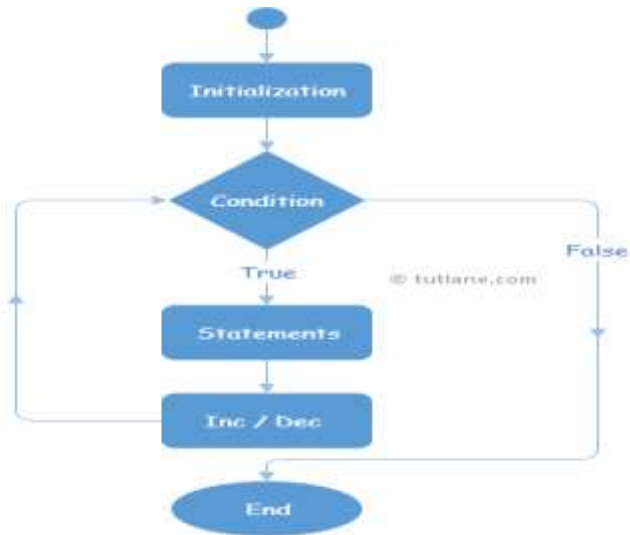 Initialization
Condition
False
True
© tutlane.com
Statements
Inc / Dec
End